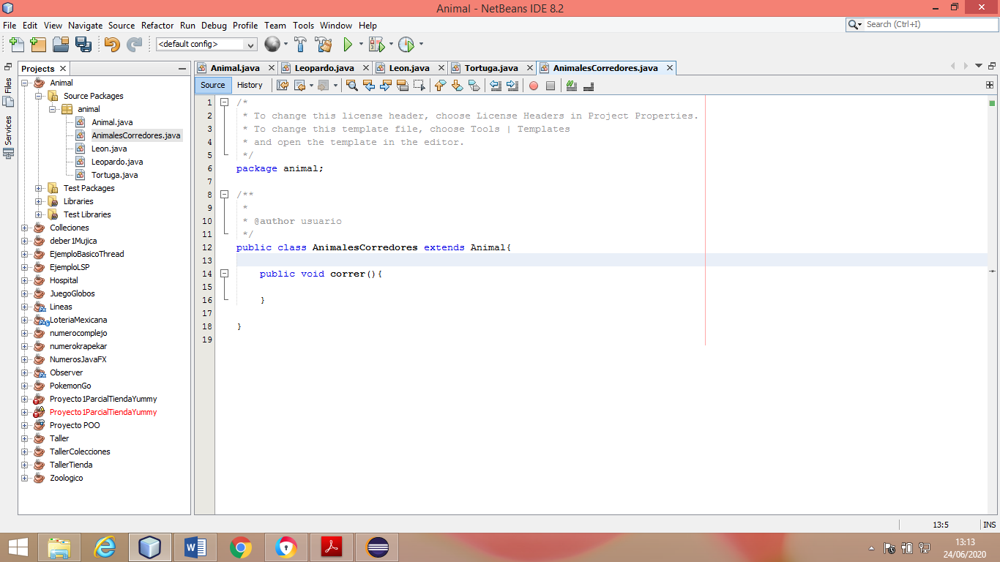 Animal - NetBeans IDE 8.2
File Edit View Navigate Source Refactor Run Debug Profile Team Tools Window Help
Search (Ctrl+I)
<default config>
Projects
Files
Services
Animal
Source Packages
animal
Animal.java
AnimalesCorredores.java
Leon.java
Leopardo.java
Tortuga.java
Test Packages
Libraries
Test Libraries
Colleciones
deber1Mujica
EjemploBasicoThread
EjemploLSP
Hospital
JuegoGlobos
Lineas
LoteriaMexicana
numerocomplejo
numerokrapekar
NumerosJavaFX
Observer
PokemonGo
Proyecto1ParcialTiendaYummy
Proyecto1ParcialTiendaYummy
Proyecto POO
Taller
TallerColecciones
TallerTienda
Zoologico
Animal.java Leopardo.java Leon.java Tortuga.java AnimalesCorredores.java
Source History
1 /*
2 * To change this license header, choose License Headers in Project Properties.
3 * To change this template file, choose Tools | Templates
4 * and open the template in the editor.
5 */
6 package animal;
7
8 /**
9 *
10 * @author usuario
11 */
12 public class AnimalesCorredores extends Animal{
13
14 public void correr(){
15
16 }
17
18 }
19
13:5 INS
13:13
24/06/2020